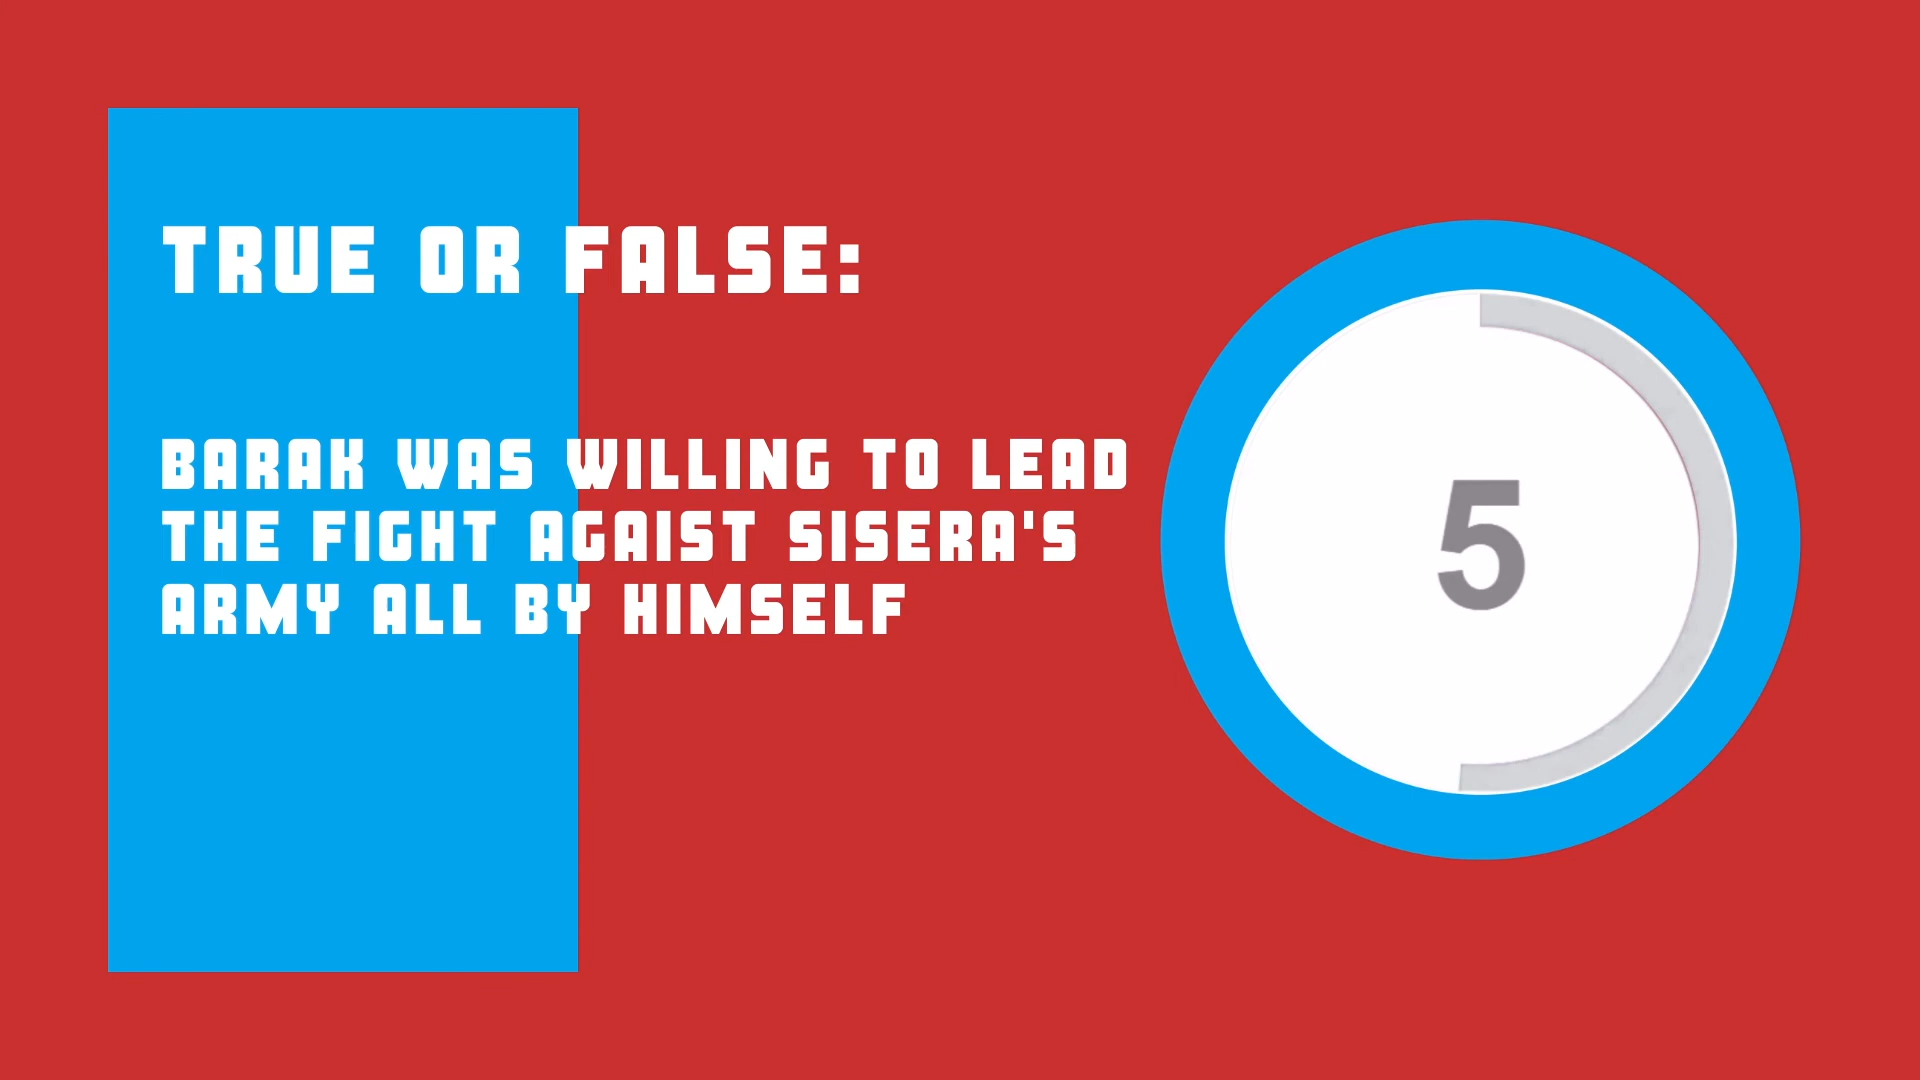 TRUE OR FALSE:
BARAK WAS WILLING TO LEAD
THE FIGHT AGAIST SISERA'S
ARMY ALL BY HIMSELF
5